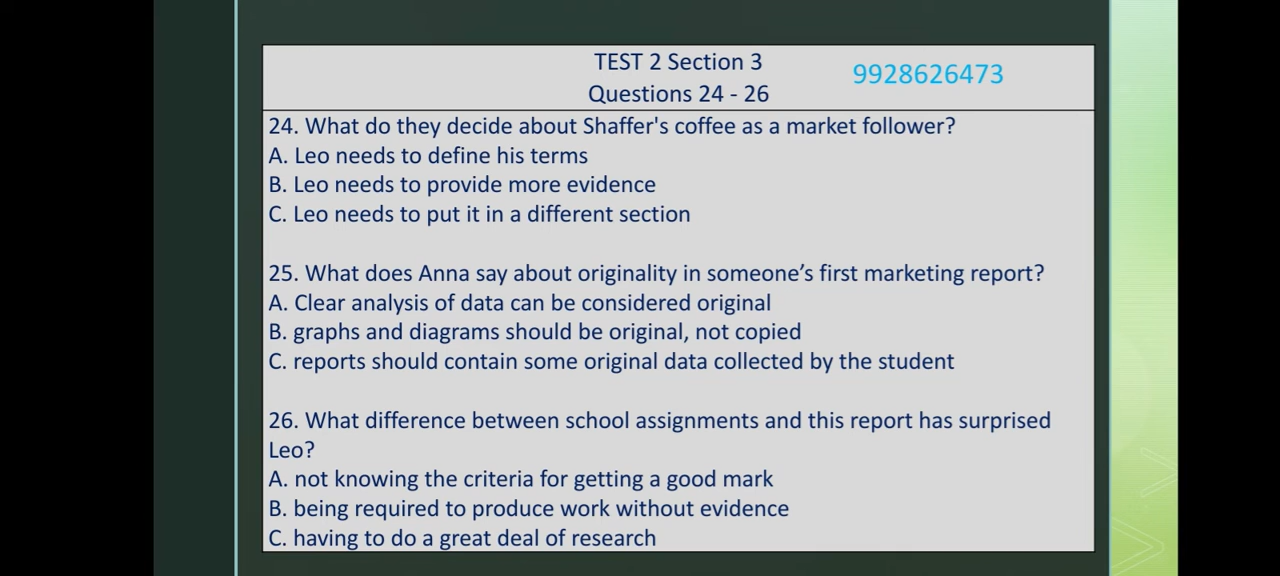 TEST 2 Section 3
9928626473
Questions 24 - 26
24. What do they decide about Shaffer's coffee as a market follower?
A. Leo needs to define his terms
B. Leo needs to provide more evidence
C. Leo needs to put it in a different section
25. What does Anna say about originality in someone’s first marketing report?
A. Clear analysis of data can be considered original
B. graphs and diagrams should be original, not copied
C. reports should contain some original data collected by the student
26. What difference between school assignments and this report has surprised
Leo?
A. not knowing the criteria for getting a good mark
B. being required to produce work without evidence
C. having to do a great deal of research